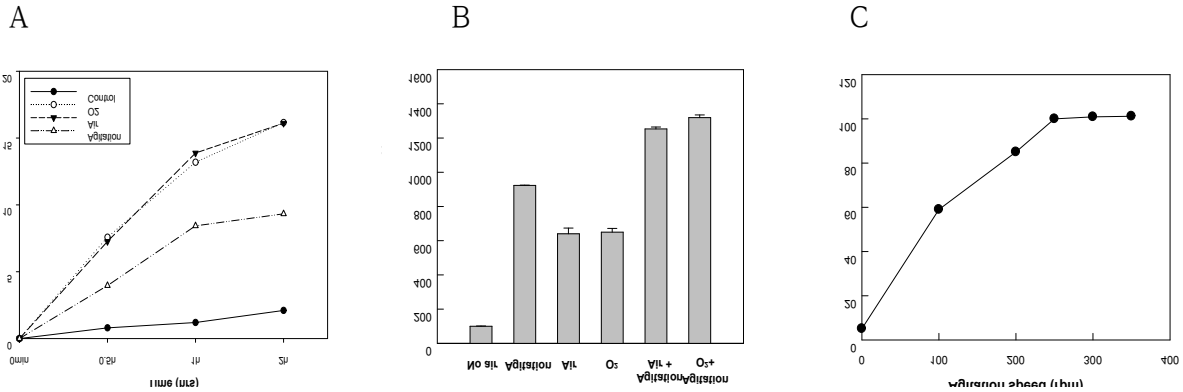 A
B
C
20
15
10
5
0
Control
O2
Air
Agitation
0min
0.5h
1h
2h
Time (hrs)
1600
1400
1200
1000
800
600
400
200
0
No air
Agitation
Air
O₂
Air +
Agitation
O₂+
Agitation
120
100
80
60
40
20
0
0
100
200
300
400
Agitation speed (rpm)